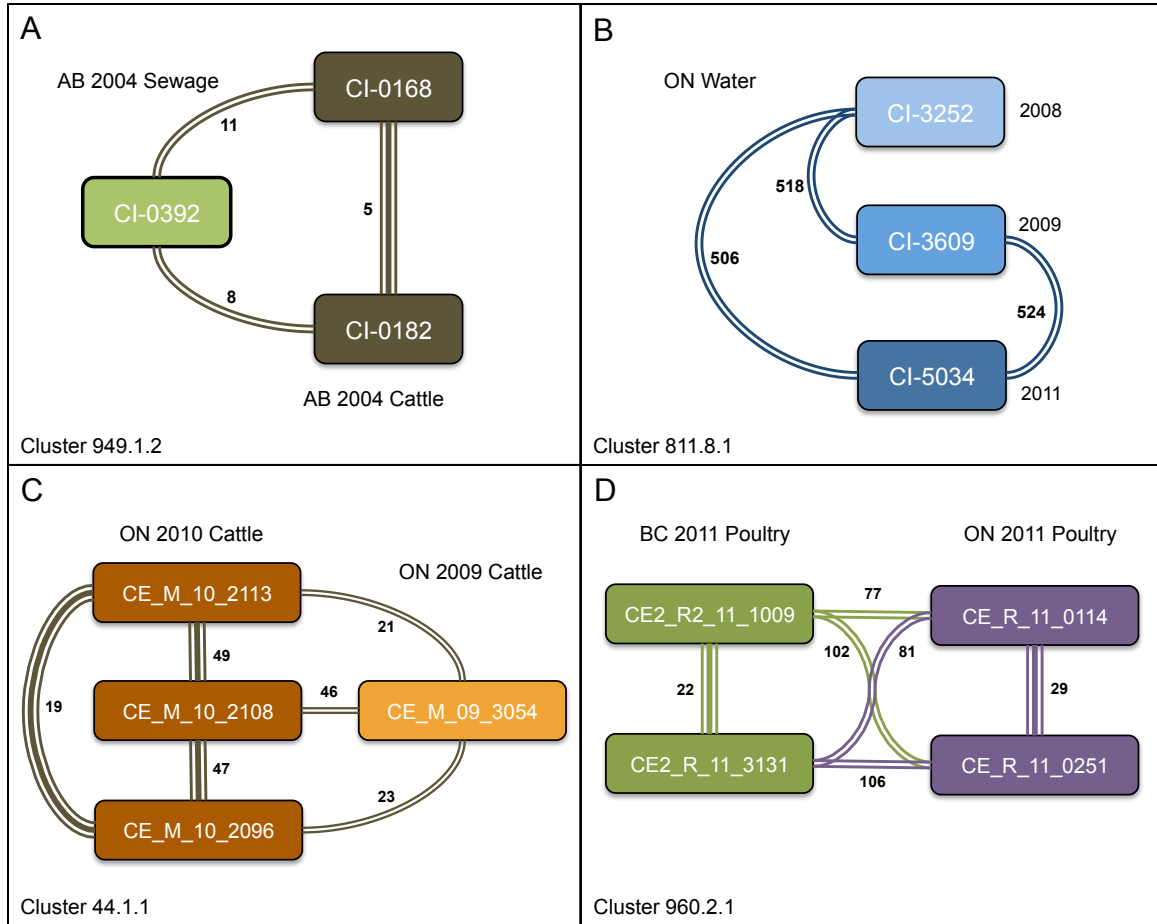 A
AB 2004 Sewage
CI-0168
11
CI-0392
5
8
CI-0182
AB 2004 Cattle
Cluster 949.1.2
B
ON Water
CI-3252
2008
518
CI-3609
2009
506
524
CI-5034
2011
Cluster 811.8.1
C
ON 2010 Cattle
ON 2009 Cattle
CE_M_10_2113
21
49
19
CE_M_10_2108
46
CE_M_09_3054
47
23
CE_M_10_2096
Cluster 44.1.1
D
BC 2011 Poultry
ON 2011 Poultry
CE2_R2_11_1009
77
CE_R_11_0114
102
81
22
29
CE2_R_11_3131
106
CE_R_11_0251
Cluster 960.2.1